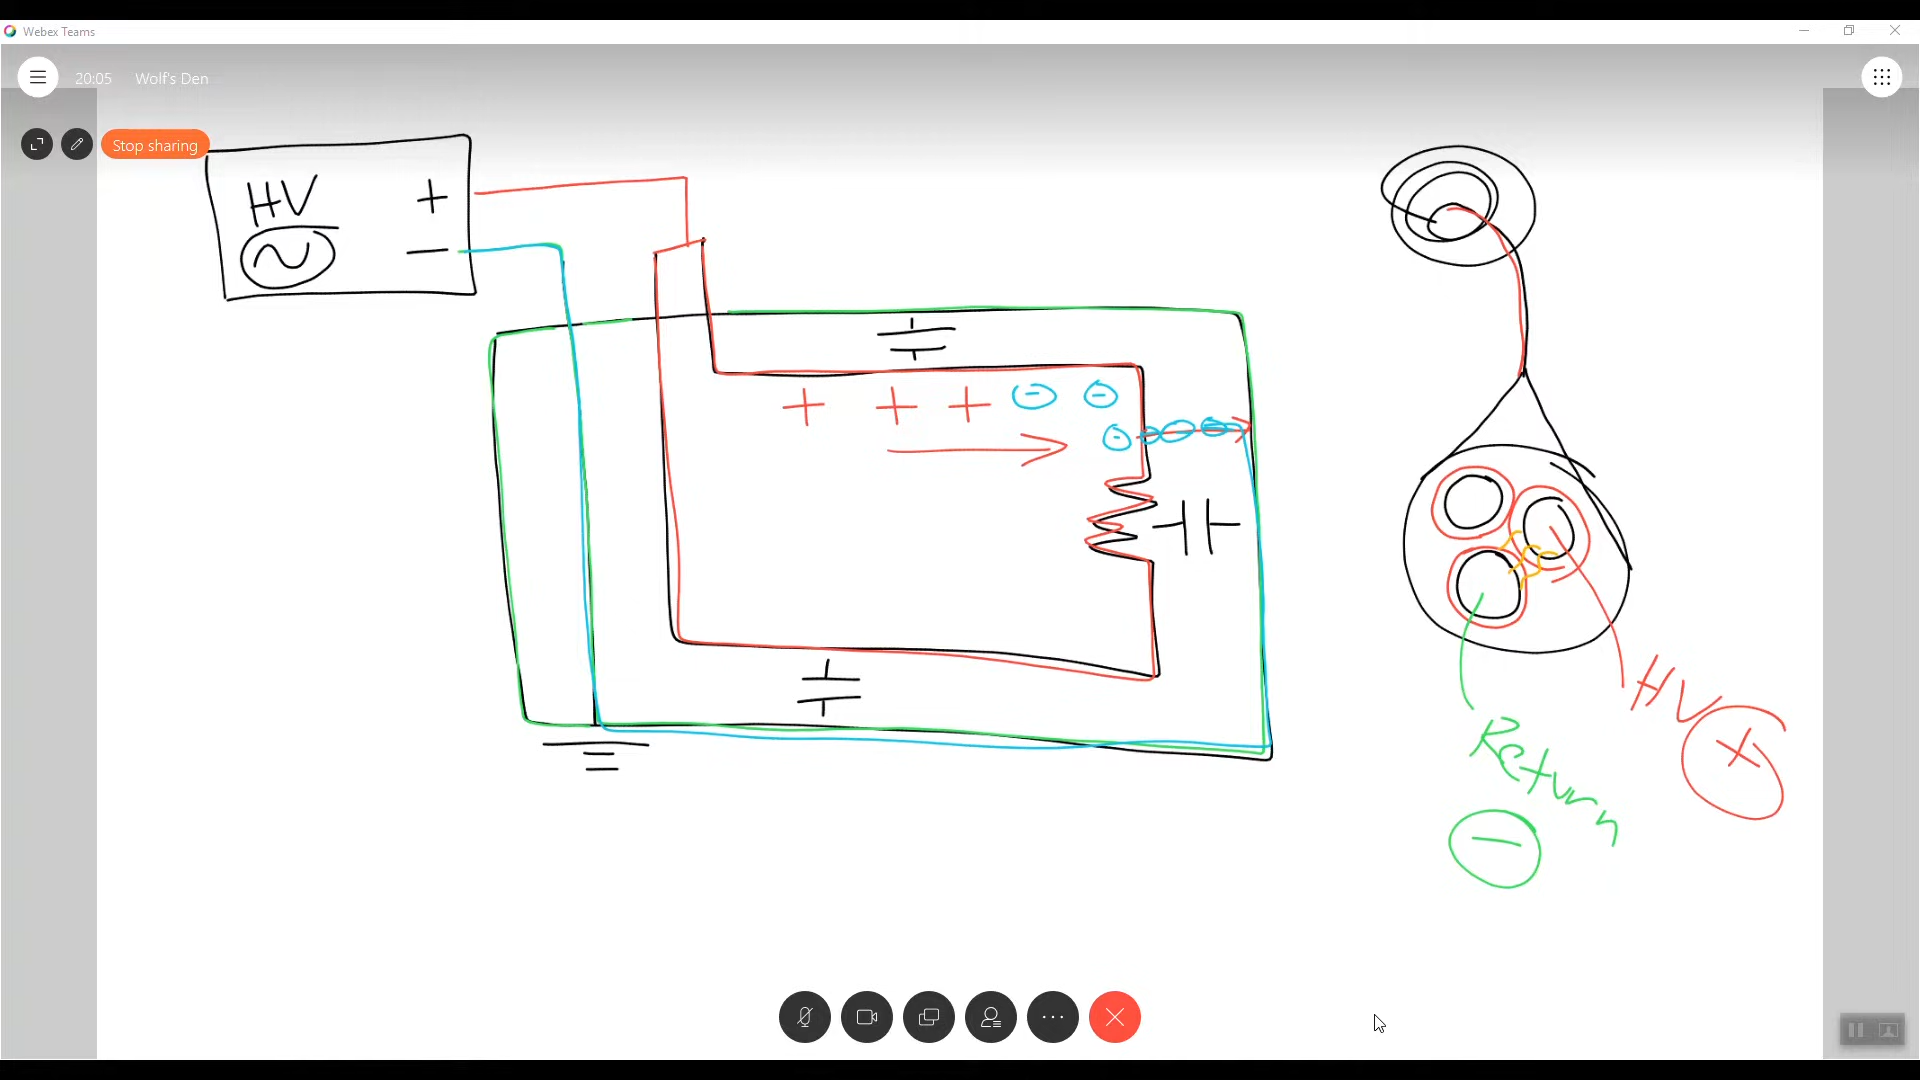 Webex Teams
20:05 Wolf's Den
Stop sharing
HV +
−
+ + + − −
−
HV
+
Return
−